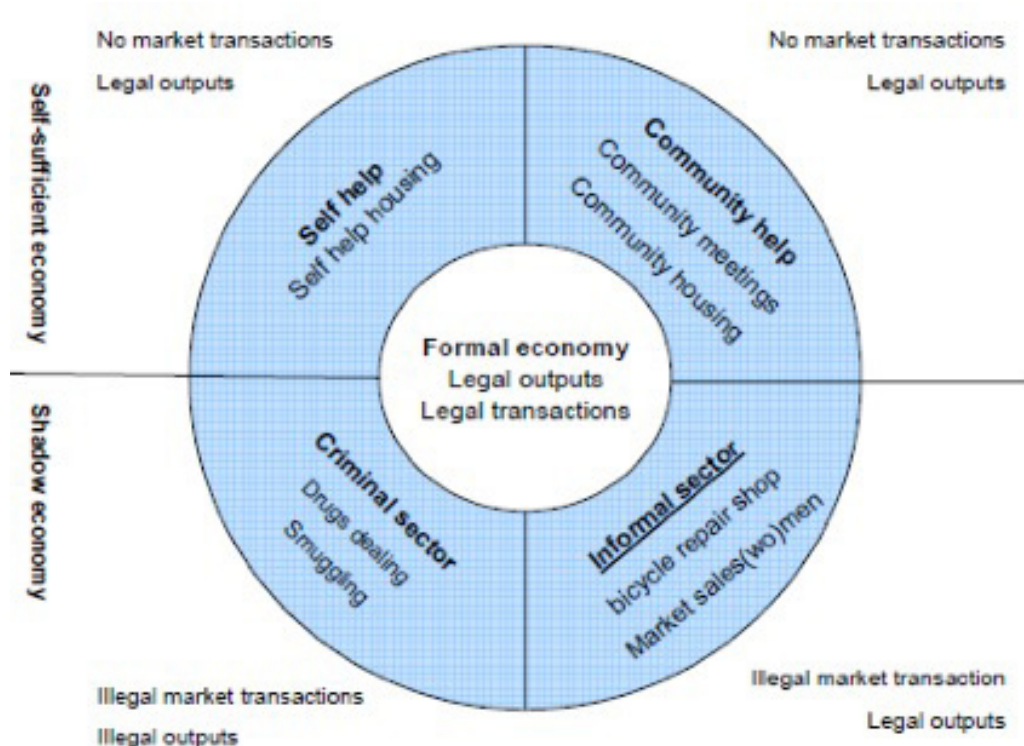 No market transactions
Legal outputs
No market transactions
Legal outputs
Self-sufficient economy
Self help
Self help housing
Community help
Community meetings
Community housing
Formal economy
Legal outputs
Legal transactions
Shadow economy
Criminal sector
Drugs dealing
Smuggling
Informal sector
bicycle repair shop
Market sales(wo)men
Illegal market transactions
Illegal outputs
Illegal market transaction
Legal outputs